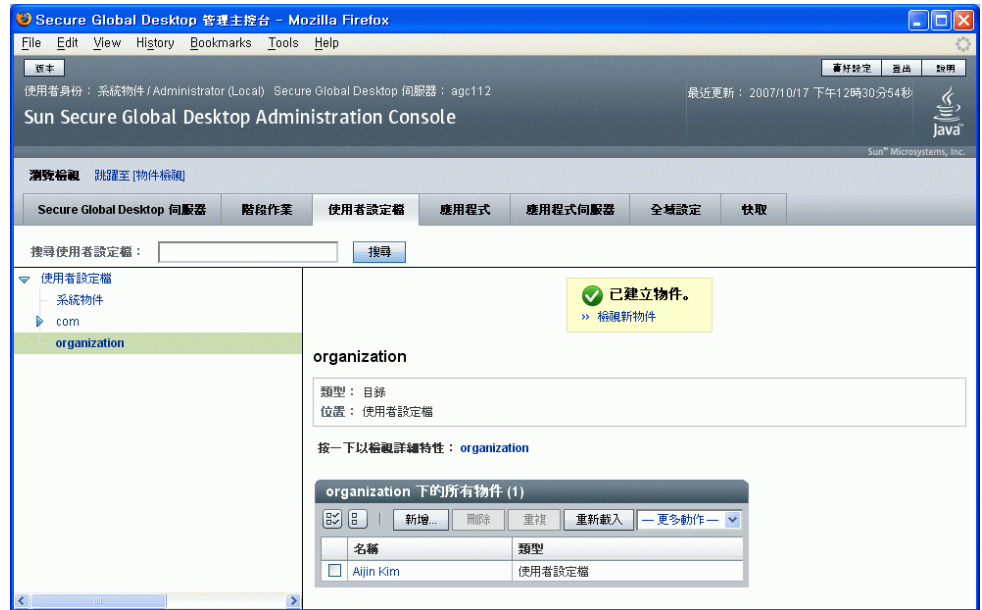 Secure Global Desktop 管理主控台 - Mozilla Firefox
File Edit View History Bookmarks Tools Help
版本 喜好設定 登出 說明
使用者身份： 系統物件 / Administrator (Local) Secure Global Desktop 伺服器： agc112 最近更新： 2007/10/17 下午12時30分54秒
Sun Secure Global Desktop Administration Console
Java™
Sun™ Microsystems, Inc.
瀏覽檢視 跳躍至 [物件檢視]
Secure Global Desktop 伺服器 階段作業 使用者設定檔 應用程式 應用程式伺服器 全域設定 快取
搜尋使用者設定檔： 搜尋
使用者設定檔
系統物件
com
organization
已建立物件。
» 檢視新物件
organization
類型： 目錄
位置： 使用者設定檔
按一下以檢視詳細特性： organization
organization 下的所有物件 (1)
新增... 刪除 重複 重新載入 — 更多動作 —
名稱 類型
Aijin Kim 使用者設定檔